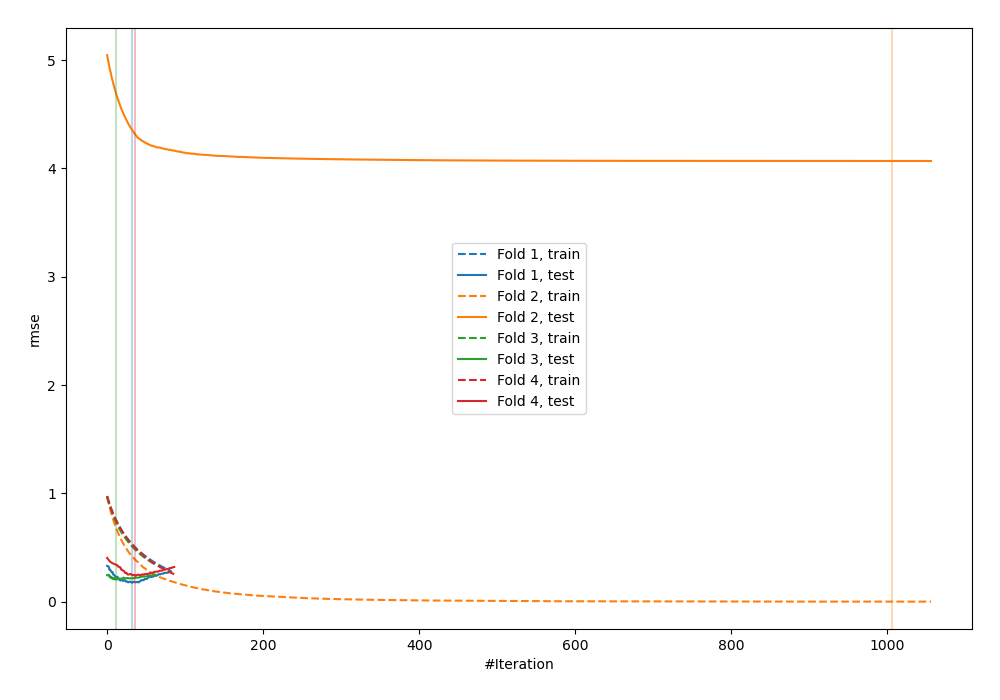 5
4
3
2
1
0
rmse
Fold 1, train
Fold 1, test
Fold 2, train
Fold 2, test
Fold 3, train
Fold 3, test
Fold 4, train
Fold 4, test
0 200 400 600 800 1000
#Iteration